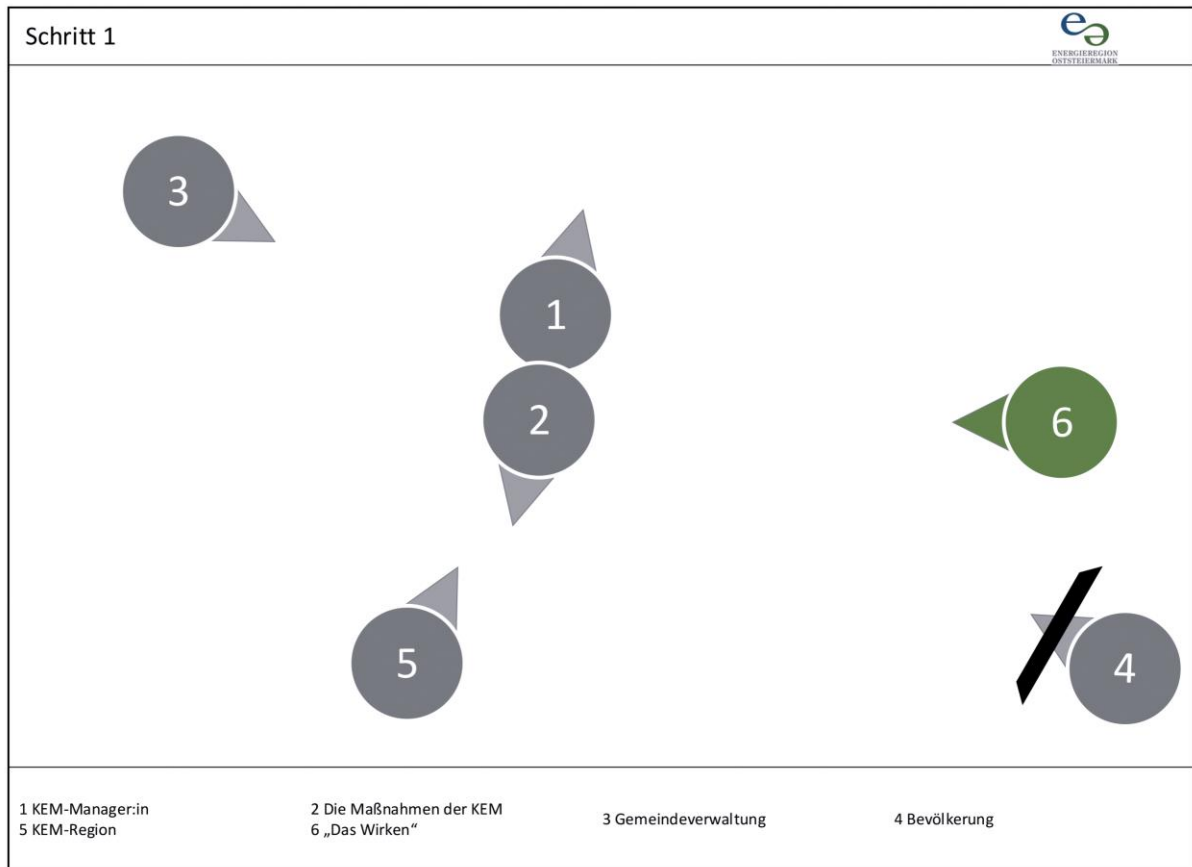 Schritt 1
ENERGIEREGION
OSTSTEIERMARK
3
1
2
6
5
4
1 KEM-Manager:in 2 Die Maßnahmen der KEM 3 Gemeindeverwaltung 4 Bevölkerung
5 KEM-Region 6 „Das Wirken“